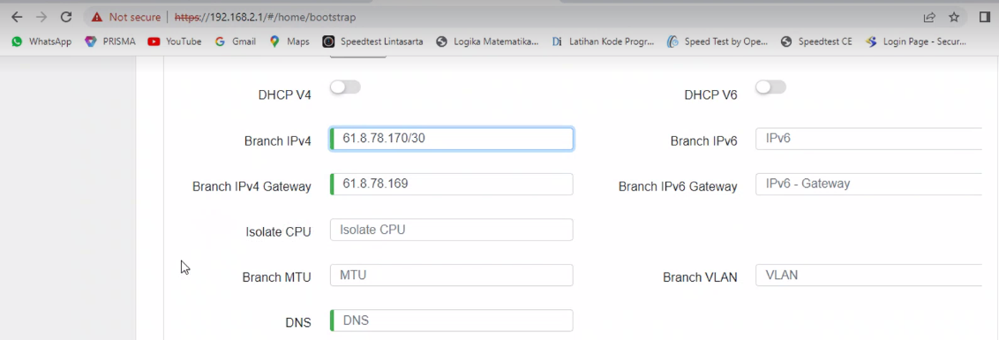 Not secure | https://192.168.2.1/#/home/bootstrap
WhatsApp PRISMA YouTube Gmail Maps Speedtest Lintasarta Logika Matematika... Di Latihan Kode Progr... Speed Test by Ope... Speedtest CE Login Page - Secur...
DHCP V4 DHCP V6
Branch IPv4 61.8.78.170/30 Branch IPv6 IPv6
Branch IPv4 Gateway 61.8.78.169 Branch IPv6 Gateway IPv6 - Gateway
Isolate CPU Isolate CPU
Branch MTU MTU Branch VLAN VLAN
DNS DNS